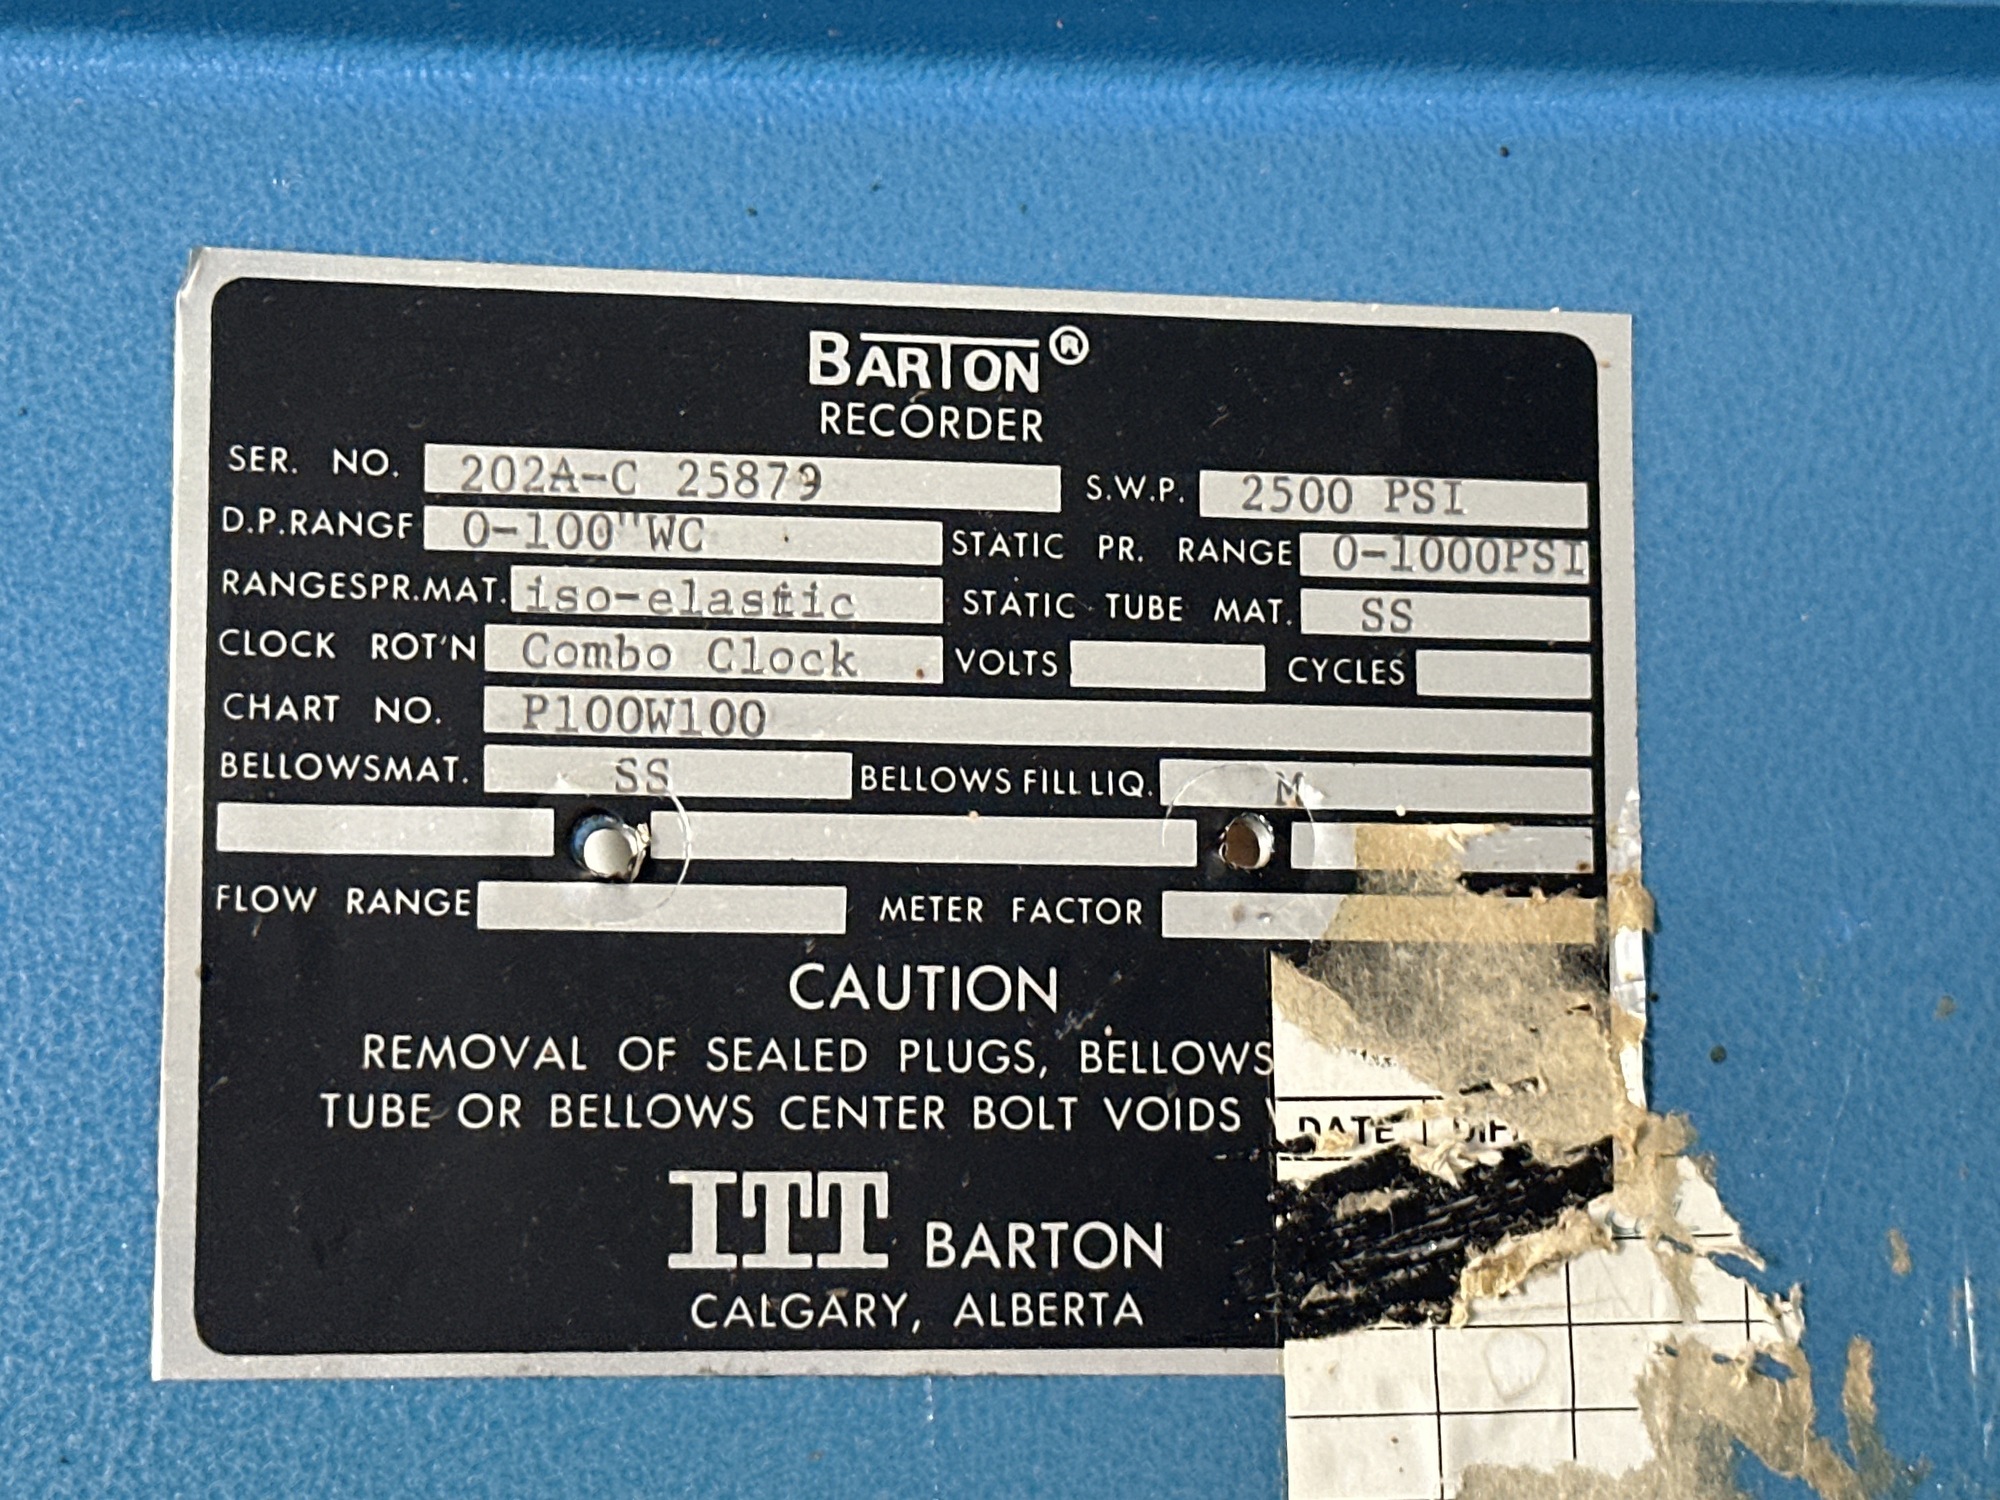 BARTON®
RECORDER
SER. NO. 202A-C 25879 S.W.P. 2500 PSI
D.P.RANGE 0-100"WC STATIC PR. RANGE 0-1000PSI
RANGESPR.MAT. iso-elastic STATIC TUBE MAT. SS
CLOCK ROT'N Combo Clock VOLTS CYCLES
CHART NO. P100W100
BELLOWSMAT. SS BELLOWS FILL LIQ. M
FLOW RANGE METER FACTOR
CAUTION
REMOVAL OF SEALED PLUGS, BELLOWS
TUBE OR BELLOWS CENTER BOLT VOIDS
DATE
ITT BARTON
CALGARY, ALBERTA